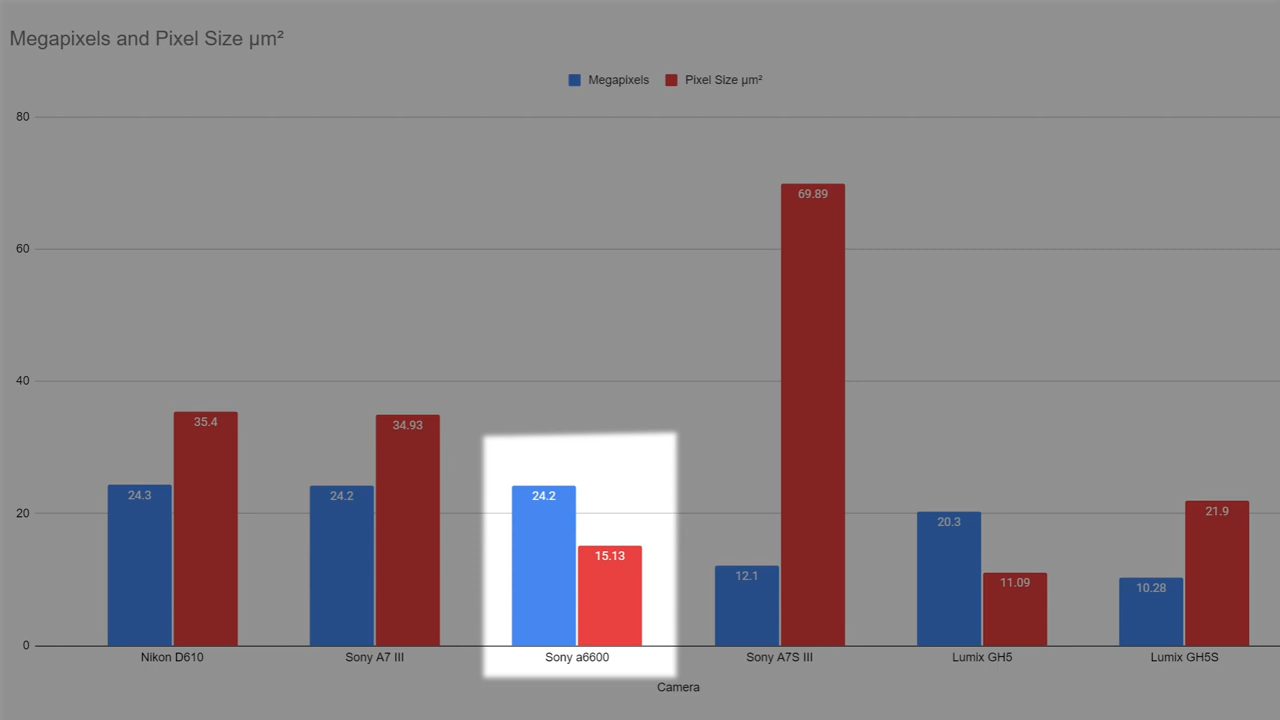 Megapixels and Pixel Size µm²
Megapixels Pixel Size µm²
80
60
40
20
0
24.3 35.4
24.2 34.93
24.2 15.13
12.1 69.89
20.3 11.09
10.28 21.9
Nikon D610 Sony A7 III Sony a6600 Sony A7S III Lumix GH5 Lumix GH5S
Camera